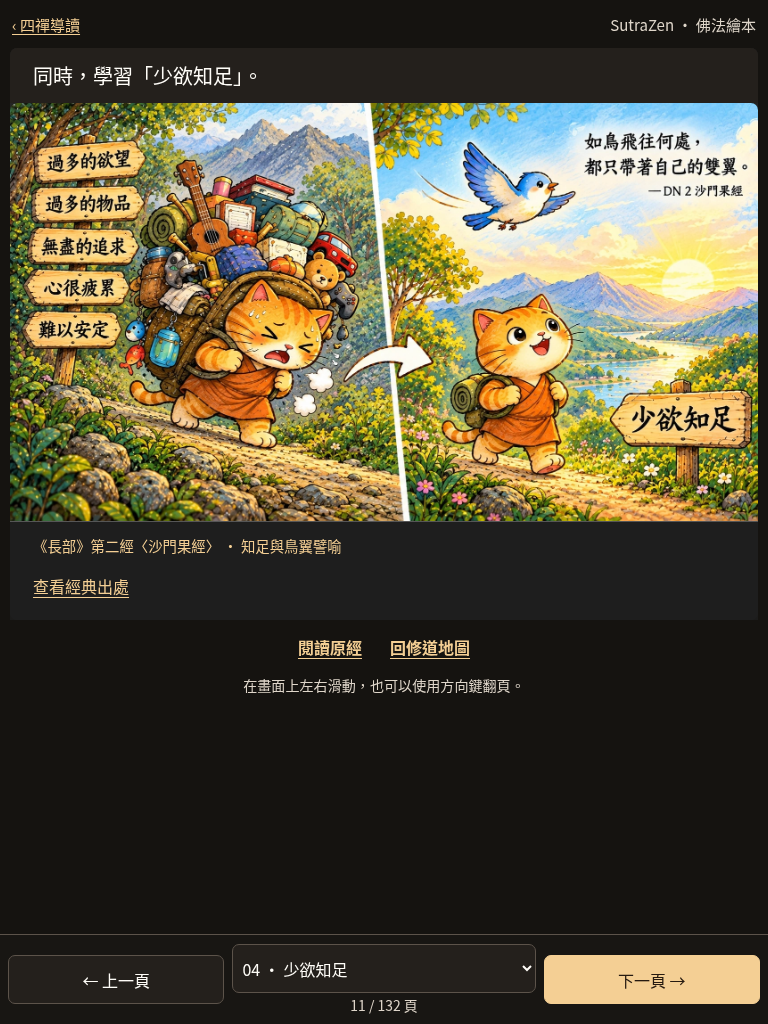 ‹ 四禪導讀
SutraZen · 佛法繪本
同時，學習「少欲知足」。
過多的欲望
過多的物品
無盡的追求
心很疲累
難以安定
如鳥飛往何處，
都只帶著自己的雙翼。
—DN 2 沙門果經
少欲知足
《長部》第二經〈沙門果經〉 · 知足與鳥翼譬喻
查看經典出處
閱讀原經 回修道地圖
在畫面上左右滑動，也可以使用方向鍵翻頁。
← 上一頁
04 · 少欲知足
下一頁 →
11 / 132 頁